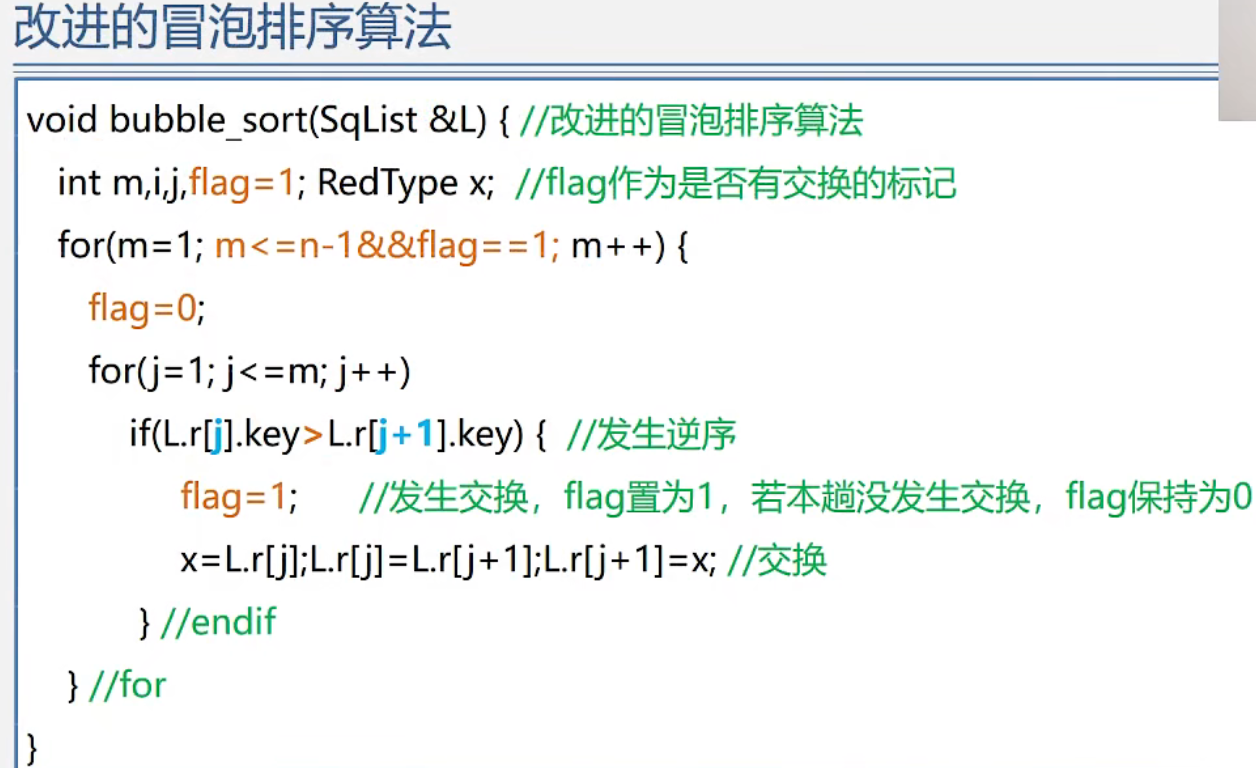 改进的冒泡排序算法
void bubble_sort(SqList &L) { //改进的冒泡排序算法
int m,i,j,flag=1; RedType x; //flag作为是否有交换的标记
for(m=1; m<=n-1&&flag==1; m++) {
flag=0;
for(j=1; j<=m; j++)
if(L.r[j].key>L.r[j+1].key) { //发生逆序
flag=1; //发生交换，flag置为1，若本趟没发生交换，flag保持为0
x=L.r[j];L.r[j]=L.r[j+1];L.r[j+1]=x; //交换
} //endif
} //for
}